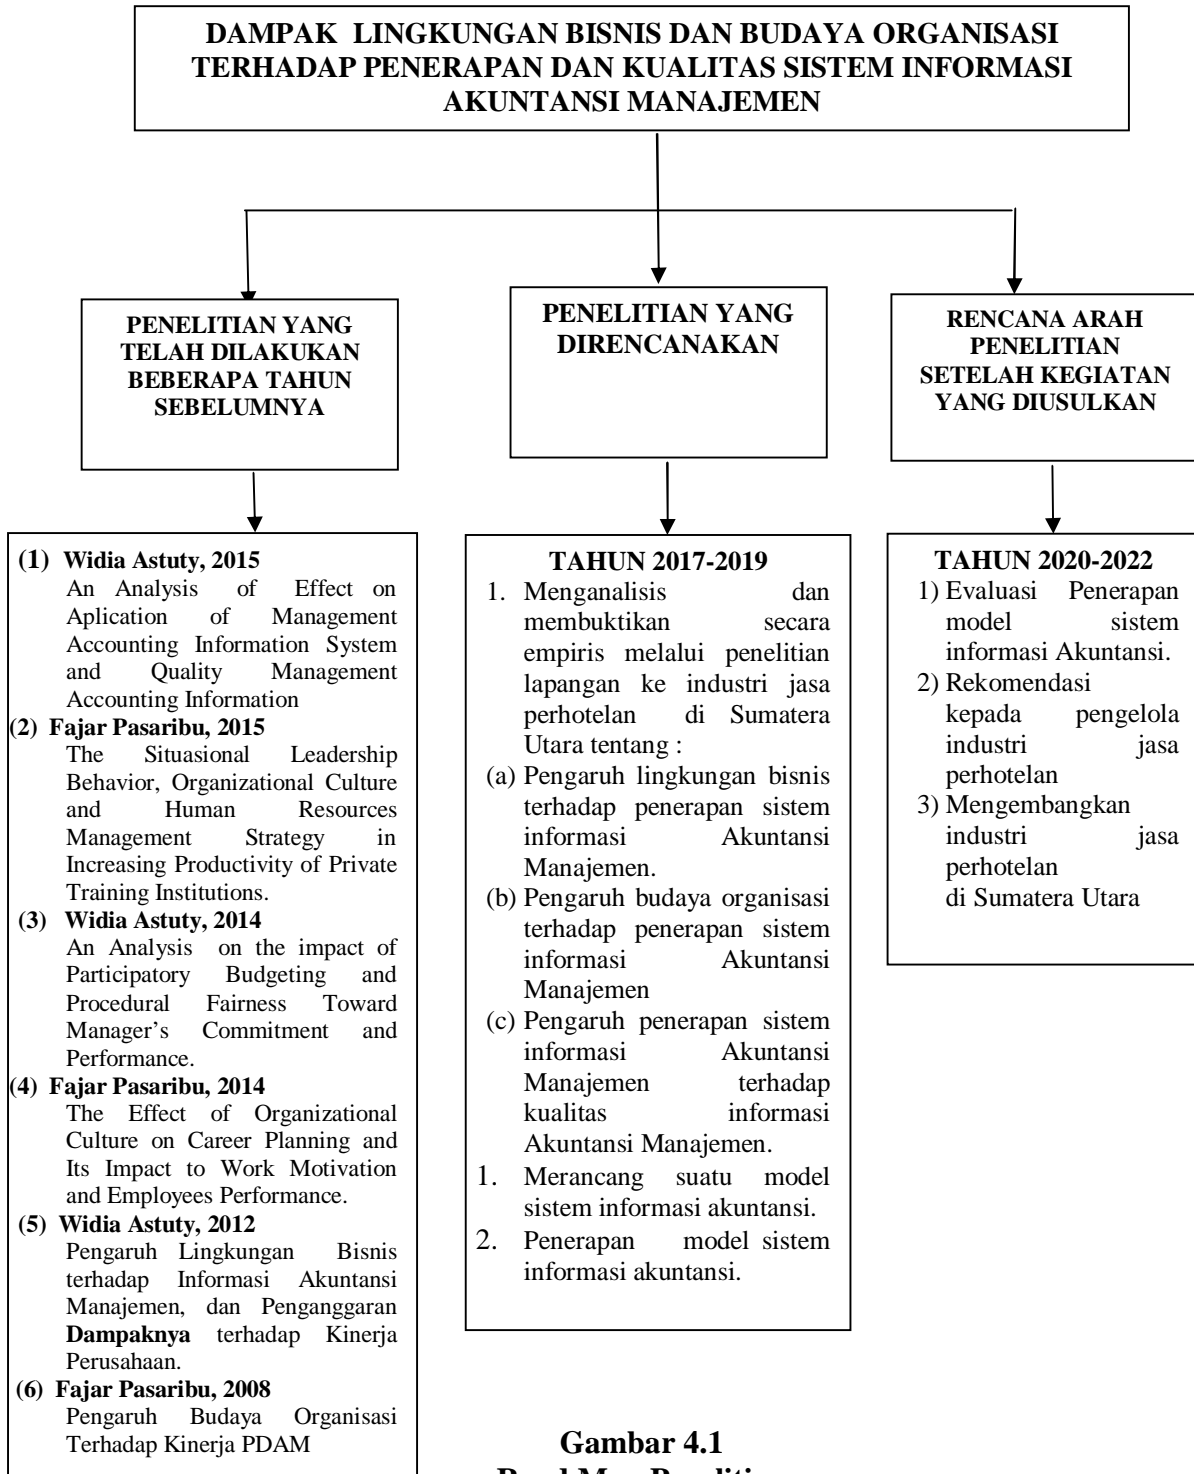 DAMPAK LINGKUNGAN BISNIS DAN BUDAYA ORGANISASI
TERHADAP PENERAPAN DAN KUALITAS SISTEM INFORMASI
AKUNTANSI MANAJEMEN
PENELITIAN YANG
TELAH DILAKUKAN
BEBERAPA TAHUN
SEBELUMNYA
PENELITIAN YANG
DIRENCANAKAN
RENCANA ARAH
PENELITIAN
SETELAH KEGIATAN
YANG DIUSULKAN
(1) Widia Astuty, 2015
An Analysis of Effect on
Aplication of Management
Accounting Information System
and Quality Management
Accounting Information
(2) Fajar Pasaribu, 2015
The Situasional Leadership
Behavior, Organizational Culture
and Human Resources
Management Strategy in
Increasing Productivity of Private
Training Institutions.
(3) Widia Astuty, 2014
An Analysis on the impact of
Participatory Budgeting and
Procedural Fairness Toward
Manager's Commitment and
Performance.
(4) Fajar Pasaribu, 2014
The Effect of Organizational
Culture on Career Planning and
Its Impact to Work Motivation
and Employees Performance.
(5) Widia Astuty, 2012
Pengaruh Lingkungan Bisnis
terhadap Informasi Akuntansi
Manajemen, dan Penganggaran
Dampaknya terhadap Kinerja
Perusahaan.
(6) Fajar Pasaribu, 2008
Pengaruh Budaya Organisasi
Terhadap Kinerja PDAM
TAHUN 2017-2019
1. Menganalisis dan
membuktikan secara
empiris melalui penelitian
lapangan ke industri jasa
perhotelan di Sumatera
Utara tentang :
(a) Pengaruh lingkungan bisnis
terhadap penerapan sistem
informasi Akuntansi
Manajemen.
(b) Pengaruh budaya organisasi
terhadap penerapan sistem
informasi Akuntansi
Manajemen
(c) Pengaruh penerapan sistem
informasi Akuntansi
Manajemen terhadap
kualitas informasi
Akuntansi Manajemen.
1. Merancang suatu model
sistem informasi akuntansi.
2. Penerapan model sistem
informasi akuntansi.
TAHUN 2020-2022
1) Evaluasi Penerapan
model sistem
informasi Akuntansi.
2) Rekomendasi
kepada pengelola
industri jasa
perhotelan
3) Mengembangkan
industri jasa
perhotelan
di Sumatera Utara
Gambar 4.1